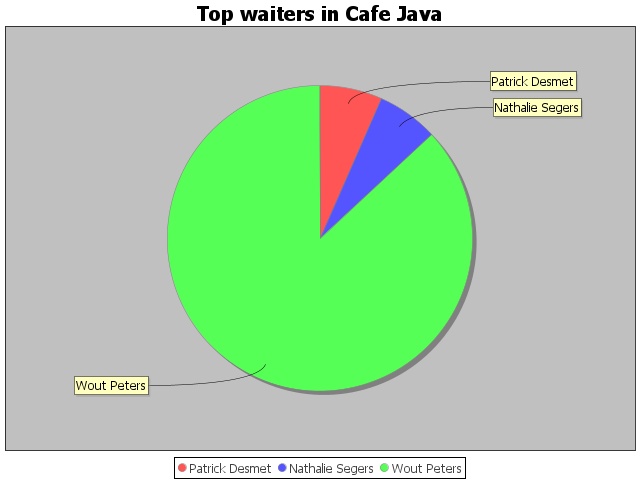 Top waiters in Cafe Java
Patrick Desmet
Nathalie Segers
Wout Peters
Patrick Desmet Nathalie Segers Wout Peters